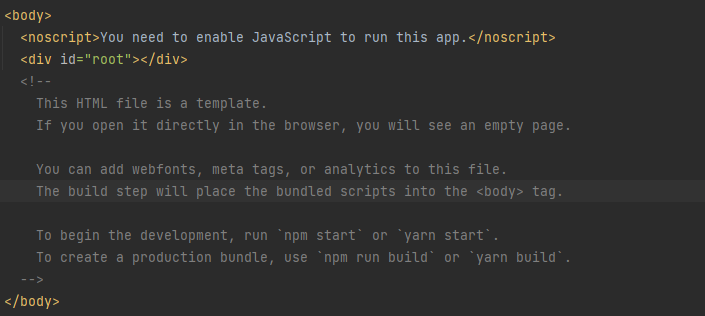 <body>
<noscript>You need to enable JavaScript to run this app.</noscript>
<div id="root"></div>
<!--
This HTML file is a template.
If you open it directly in the browser, you will see an empty page.
You can add webfonts, meta tags, or analytics to this file.
The build step will place the bundled scripts into the <body> tag.
To begin the development, run `npm start` or `yarn start`.
To create a production bundle, use `npm run build` or `yarn build`.
-->
</body>